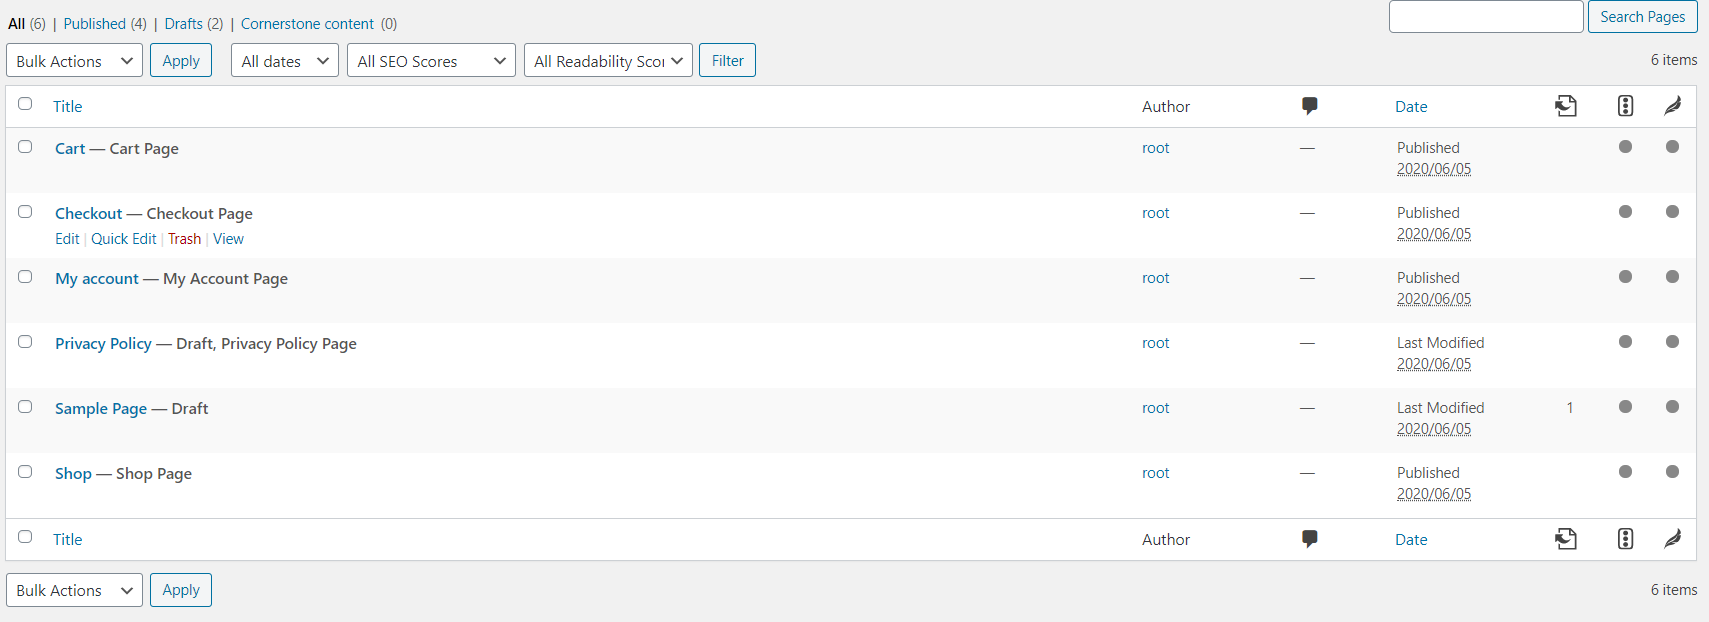 All (6) | Published (4) | Drafts (2) | Cornerstone content (0)
Search Pages
Bulk Actions Apply All dates All SEO Scores All Readability Scor Filter 6 items
Title Author Date
Cart — Cart Page root — Published
2020/06/05
Checkout — Checkout Page root — Published
Edit | Quick Edit | Trash | View 2020/06/05
My account — My Account Page root — Published
2020/06/05
Privacy Policy — Draft, Privacy Policy Page root — Last Modified
2020/06/05
Sample Page — Draft root — Last Modified 1
2020/06/05
Shop — Shop Page root — Published
2020/06/05
Title Author Date
Bulk Actions Apply 6 items